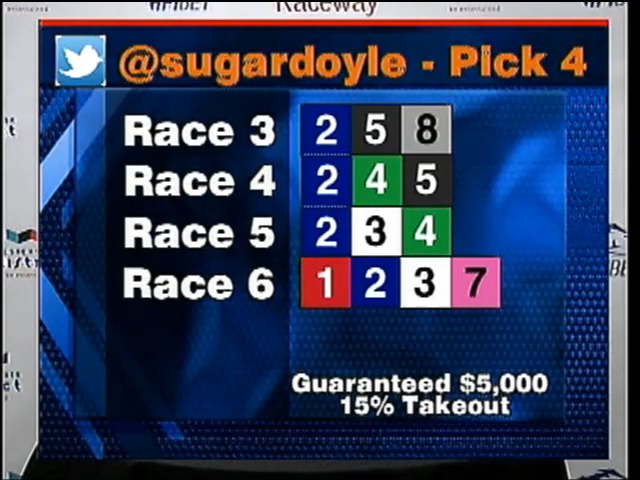 Raceway
@sugardoyle - Pick 4
Race 3 2 5 8
Race 4 2 4 5
Race 5 2 3 4
Race 6 1 2 3 7
Guaranteed $5,000
15% Takeout